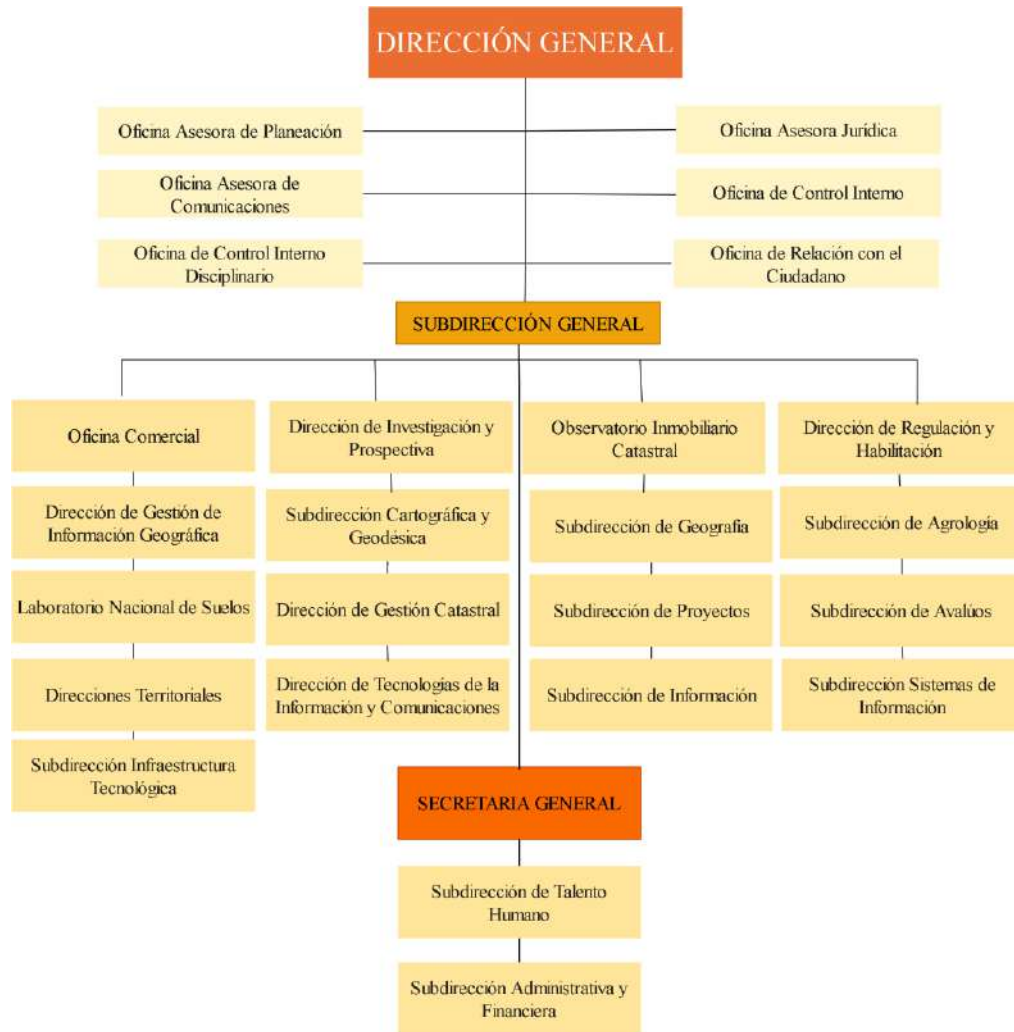 DIRECCIÓN GENERAL
Oficina Asesora de Planeación
Oficina Asesora Jurídica
Oficina Asesora de
Comunicaciones
Oficina de Control Interno
Oficina de Control Interno
Disciplinario
Oficina de Relación con el
Ciudadano
SUBDIRECCIÓN GENERAL
Oficina Comercial
Dirección de Investigación y
Prospectiva
Observatorio Inmobiliario
Catastral
Dirección de Regulación y
Habilitación
Dirección de Gestión de
Información Geográfica
Subdirección Cartográfica y
Geodésica
Subdirección de Geografía
Subdirección de Agrología
Laboratorio Nacional de Suelos
Dirección de Gestión Catastral
Subdirección de Proyectos
Subdirección de Avalúos
Direcciones Territoriales
Dirección de Tecnologías de la
Información y Comunicaciones
Subdirección de Información
Subdirección Sistemas de
Información
Subdirección Infraestructura
Tecnológica
SECRETARIA GENERAL
Subdirección de Talento
Humano
Subdirección Administrativa y
Financiera